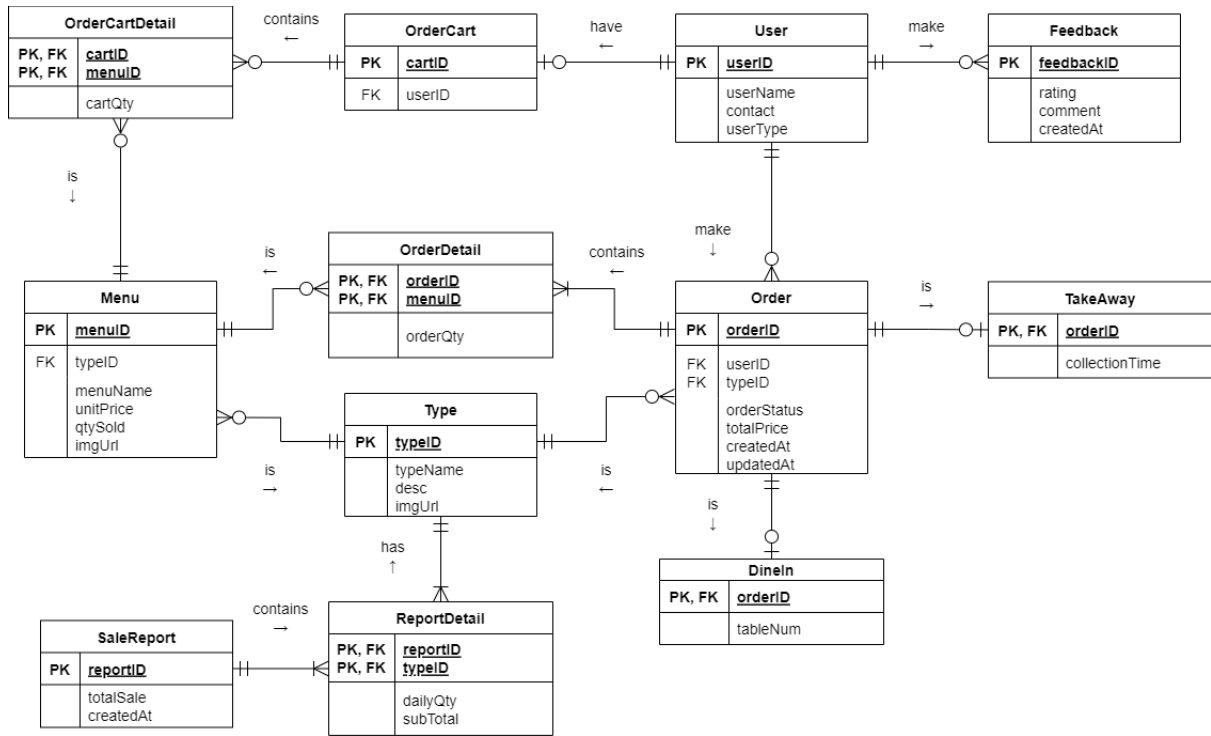 OrderCartDetail
PK, FK cartID
PK, FK menuID
cartQty
contains
←
OrderCart
PK cartID
FK userID
have
←
User
PK userID
userName
contact
userType
make
→
Feedback
PK feedbackID
rating
comment
createdAt
is
↓
make
↓
is
←
OrderDetail
PK, FK orderID
PK, FK menuID
orderQty
contains
←
Menu
PK menuID
FK typeID
menuName
unitPrice
qtySold
imgUrl
Order
PK orderID
FK userID
FK typeID
orderStatus
totalPrice
createdAt
updatedAt
is
→
TakeAway
PK, FK orderID
collectionTime
is
→
Type
PK typeID
typeName
desc
imgUrl
is
←
is
↓
has
↑
DineIn
PK, FK orderID
tableNum
SaleReport
PK reportID
totalSale
createdAt
contains
→
ReportDetail
PK, FK reportID
PK, FK typeID
dailyQty
subTotal